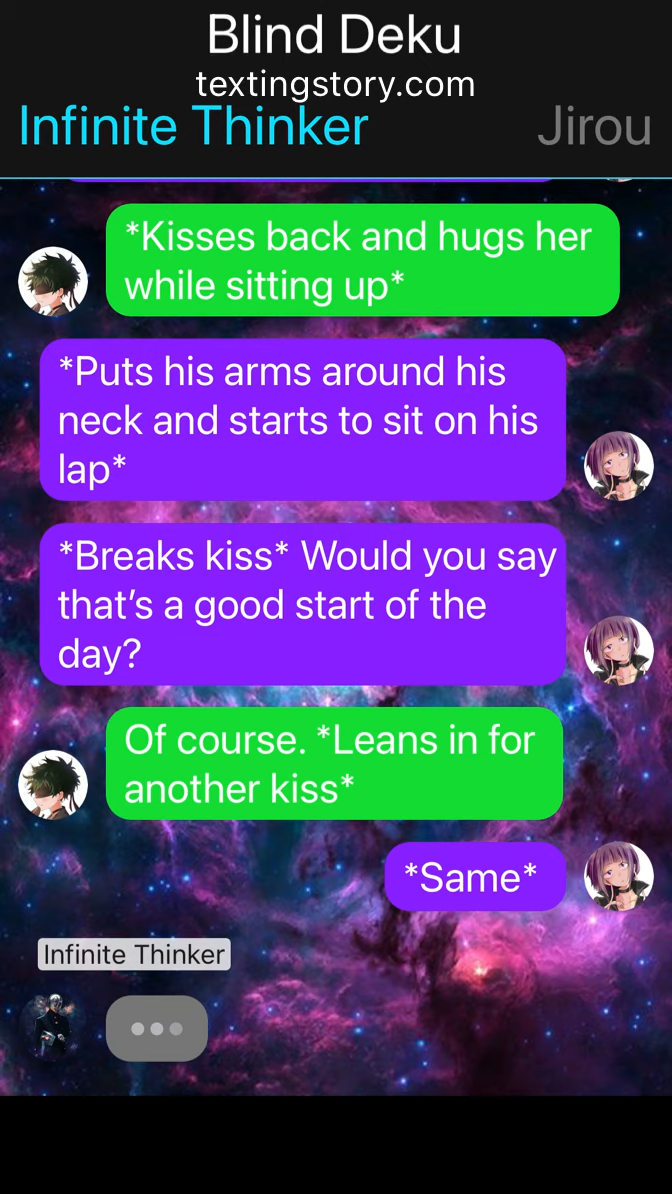 Blind Deku
textingstory.com
Infinite Thinker
Jirou
*Kisses back and hugs her
while sitting up*
*Puts his arms around his
neck and starts to sit on his
lap*
*Breaks kiss* Would you say
that’s a good start of the
day?
Of course. *Leans in for
another kiss*
*Same*
Infinite Thinker